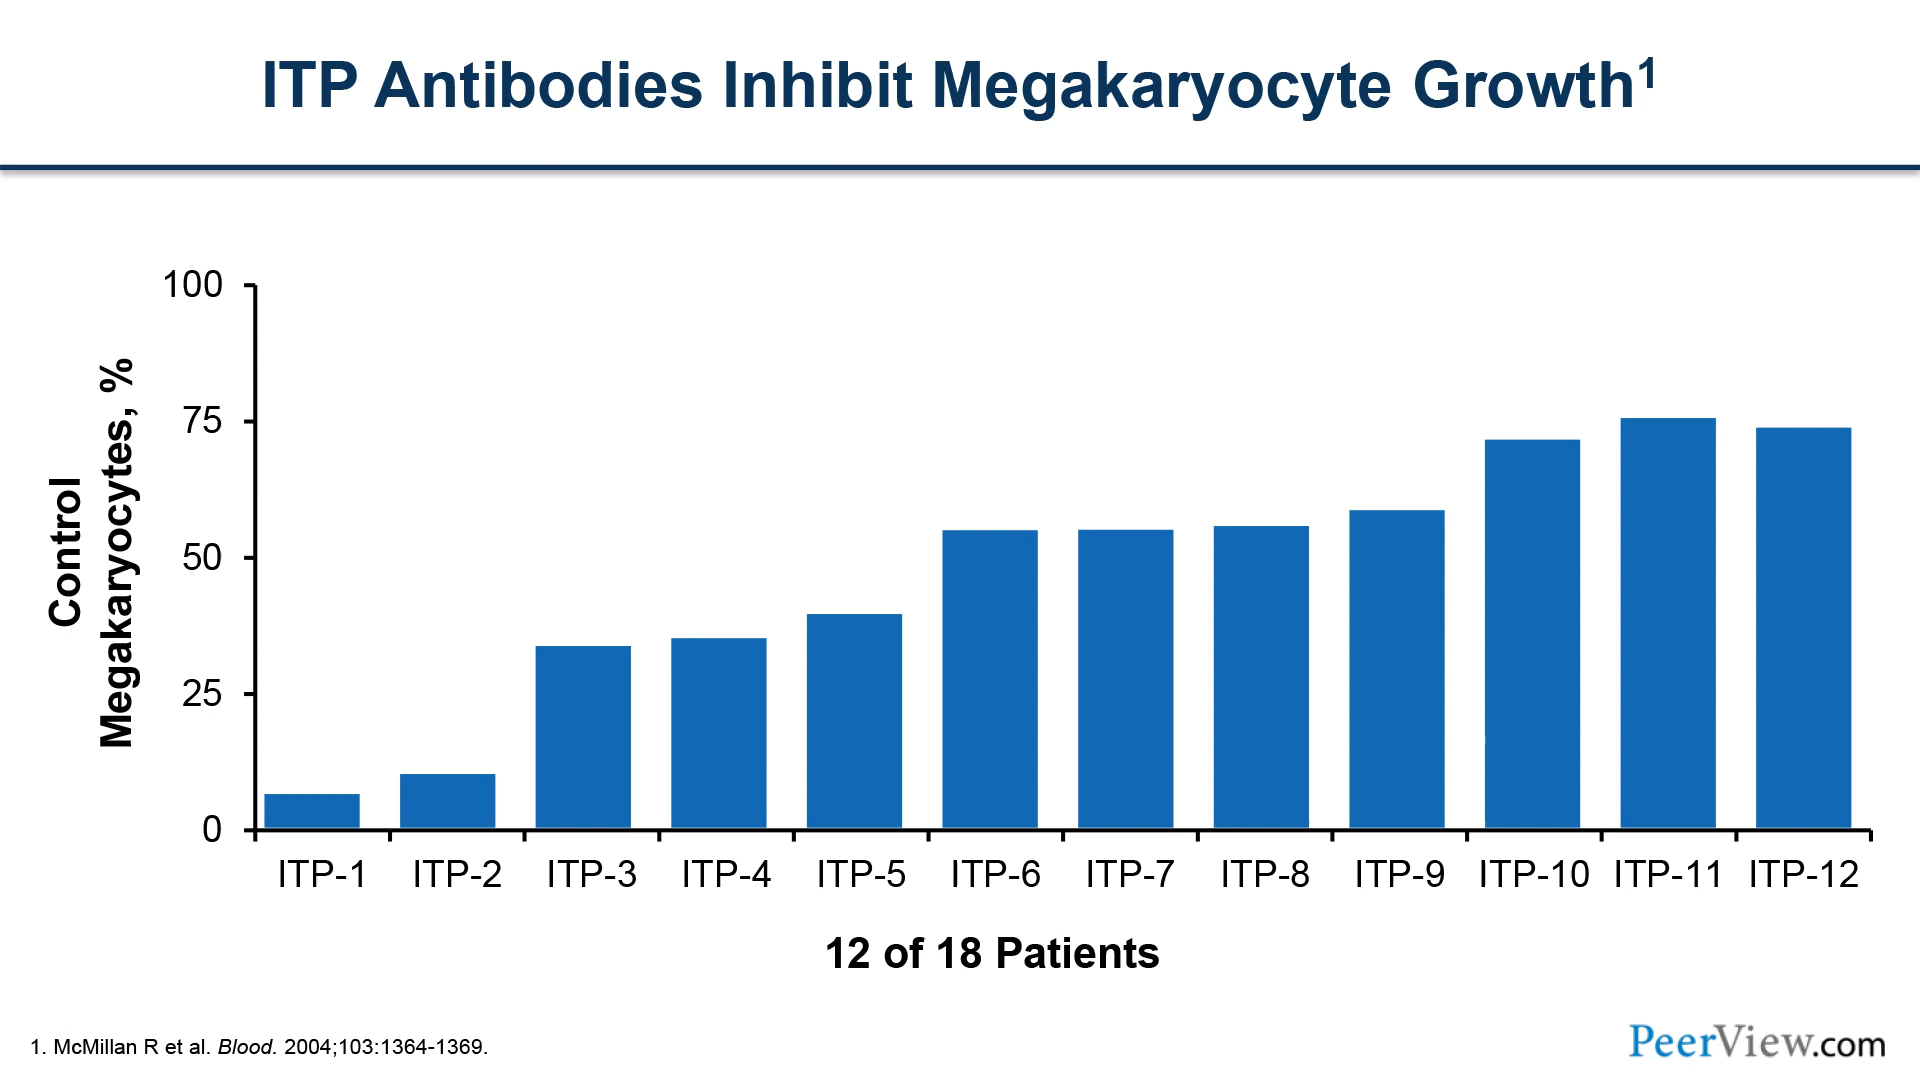 ITP Antibodies Inhibit Megakaryocyte Growth1
100
75
50
25
0
Control
Megakaryocytes, %
ITP-1 ITP-2 ITP-3 ITP-4 ITP-5 ITP-6 ITP-7 ITP-8 ITP-9 ITP-10 ITP-11 ITP-12
12 of 18 Patients
1. McMillan R et al. Blood. 2004;103:1364-1369.
PeerView.com